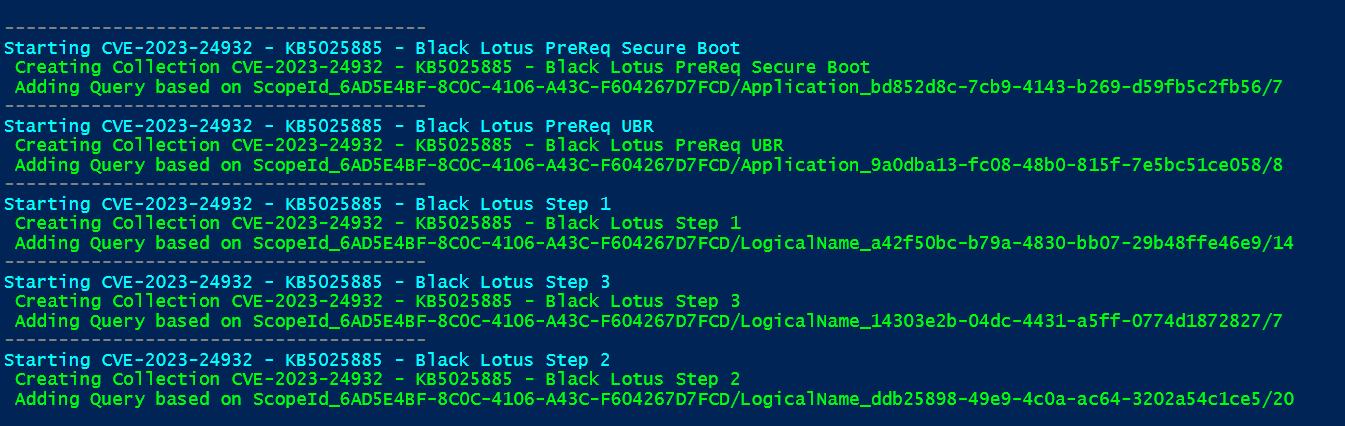 ---------------------------------------
Starting CVE-2023-24932 - KB5025885 - Black Lotus PreReq Secure Boot
Creating Collection CVE-2023-24932 - KB5025885 - Black Lotus PreReq Secure Boot
Adding Query based on ScopeId_6AD5E4BF-8C0C-4106-A43C-F604267D7FCD/Application_bd852d8c-7cb9-4143-b269-d59fb5c2fb56/7
---------------------------------------
Starting CVE-2023-24932 - KB5025885 - Black Lotus PreReq UBR
Creating Collection CVE-2023-24932 - KB5025885 - Black Lotus PreReq UBR
Adding Query based on ScopeId_6AD5E4BF-8C0C-4106-A43C-F604267D7FCD/Application_9a0dba13-fc08-48b0-815f-7e5bc51ce058/8
---------------------------------------
Starting CVE-2023-24932 - KB5025885 - Black Lotus Step 1
Creating Collection CVE-2023-24932 - KB5025885 - Black Lotus Step 1
Adding Query based on ScopeId_6AD5E4BF-8C0C-4106-A43C-F604267D7FCD/LogicalName_a42f50bc-b79a-4830-bb07-29b48ffe46e9/14
---------------------------------------
Starting CVE-2023-24932 - KB5025885 - Black Lotus Step 3
Creating Collection CVE-2023-24932 - KB5025885 - Black Lotus Step 3
Adding Query based on ScopeId_6AD5E4BF-8C0C-4106-A43C-F604267D7FCD/LogicalName_14303e2b-04dc-4431-a5ff-0774d1872827/7
---------------------------------------
Starting CVE-2023-24932 - KB5025885 - Black Lotus Step 2
Creating Collection CVE-2023-24932 - KB5025885 - Black Lotus Step 2
Adding Query based on ScopeId_6AD5E4BF-8C0C-4106-A43C-F604267D7FCD/LogicalName_ddb25898-49e9-4c0a-ac64-3202a54c1ce5/20